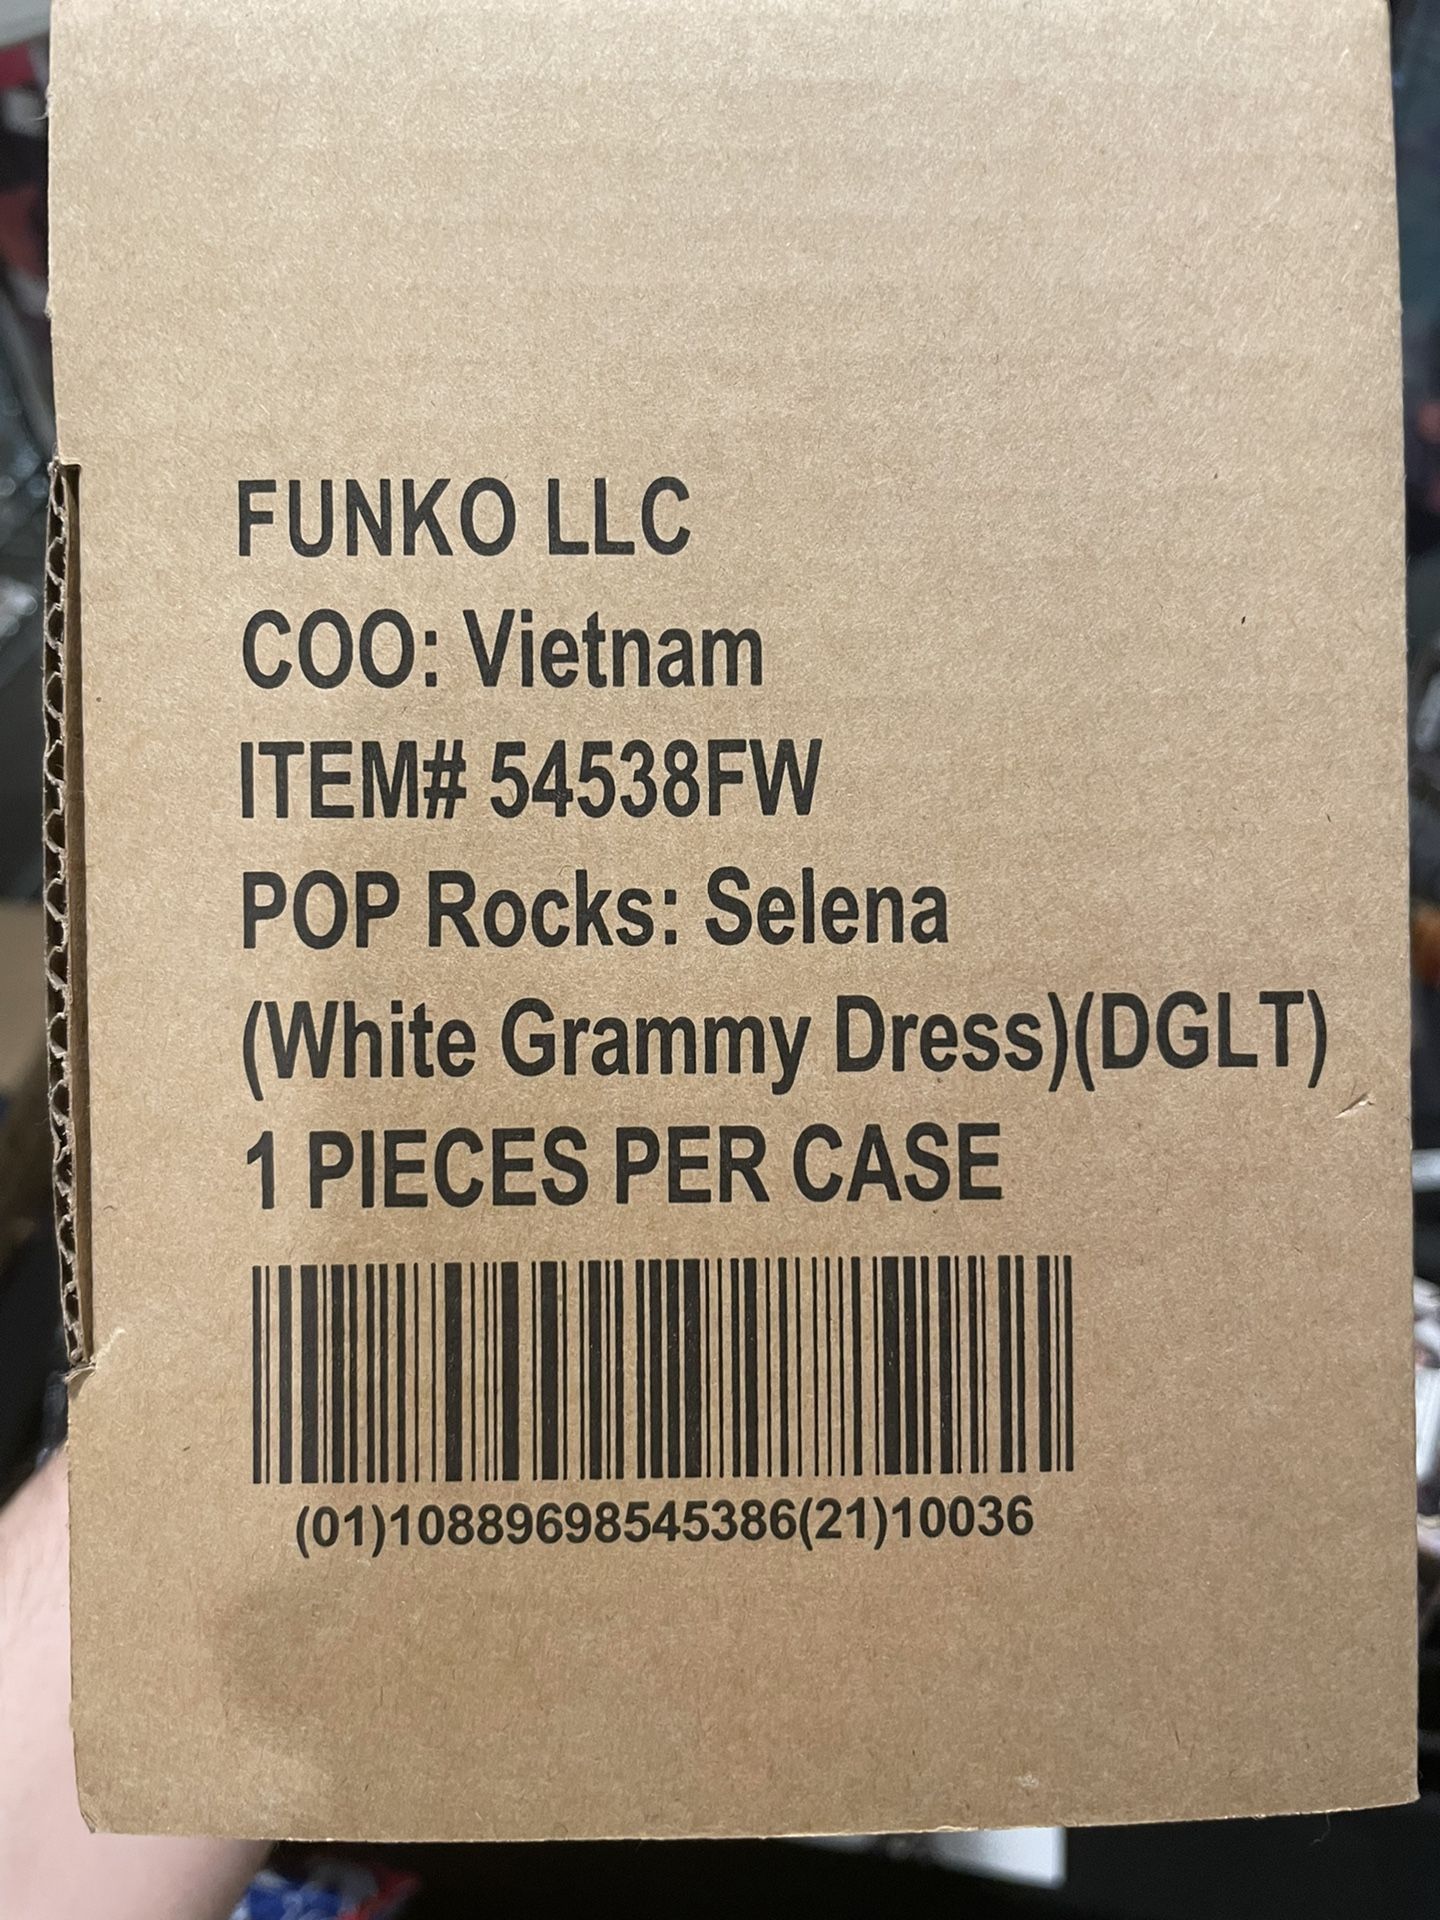 FUNKO LLC
COO: Vietnam
ITEM# 54538FW
POP Rocks: Selena
(White Grammy Dress)(DGLT)
1 PIECES PER CASE
(01)10889698545386(21)10036